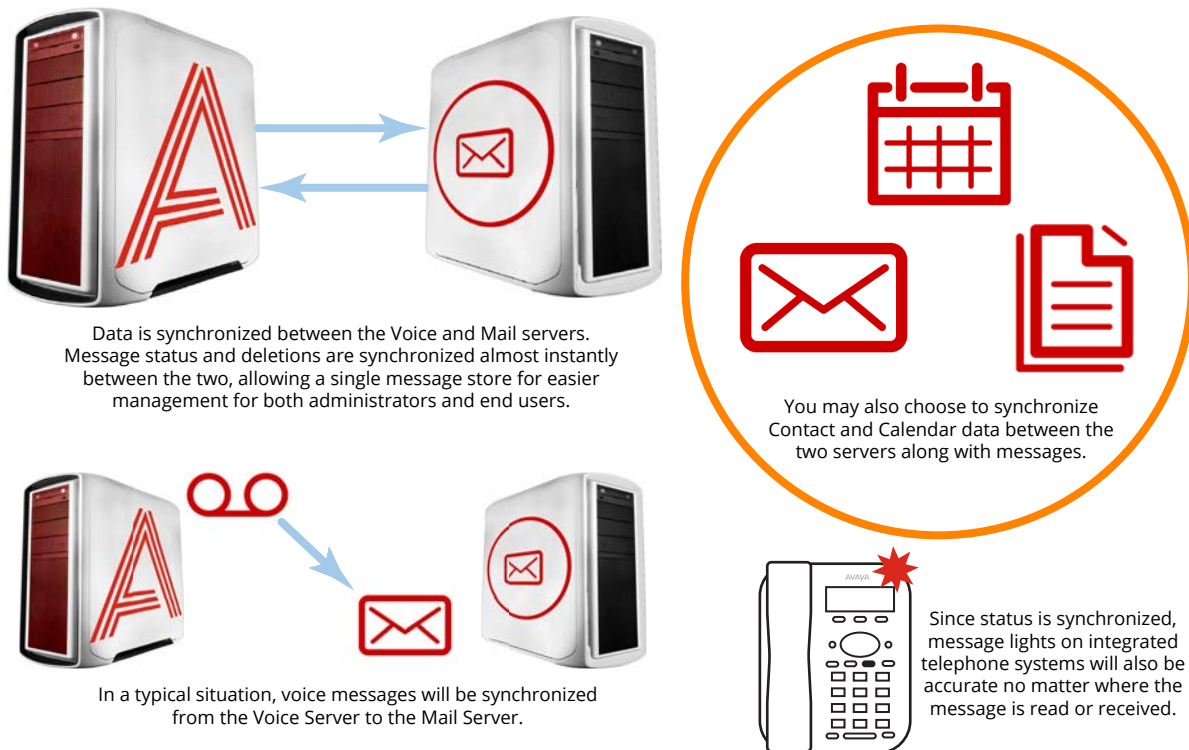 Data is synchronized between the Voice and Mail servers.
Message status and deletions are synchronized almost instantly
between the two, allowing a single message store for easier
management for both administrators and end users.
You may also choose to synchronize
Contact and Calendar data between the
two servers along with messages.
In a typical situation, voice messages will be synchronized
from the Voice Server to the Mail Server.
AVAYA
Since status is synchronized,
message lights on integrated
telephone systems will also be
accurate no matter where the
message is read or received.